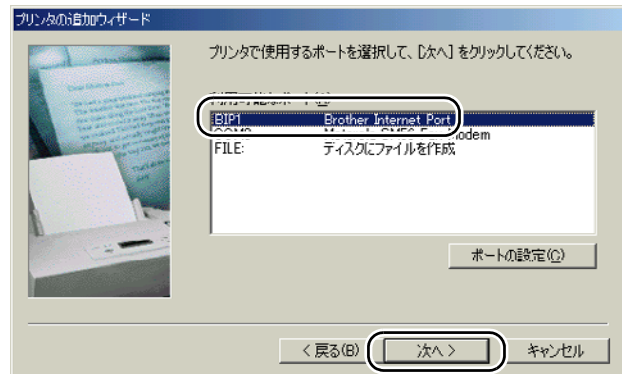 プリンタの追加ウィザード
プリンタで使用するポートを選択して、[次へ] をクリックしてください。
BIP1 Brother Internet Port
FILE: ディスクにファイルを作成
ポートの設定(C)
< 戻る(B)
次へ >
キャンセル